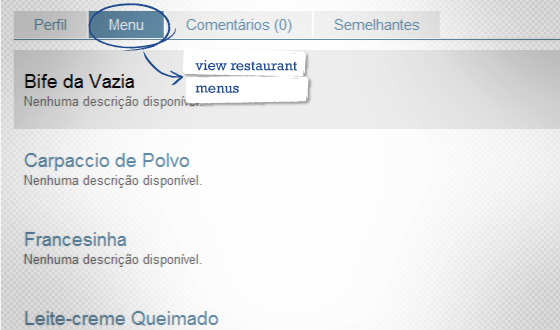 Perfil Menu Comentários (0) Semelhantes
view restaurant
menus
Bife da Vazia
Nenhuma descrição disponível.
Carpaccio de Polvo
Nenhuma descrição disponível.
Francesinha
Nenhuma descrição disponível.
Leite-creme Queimado